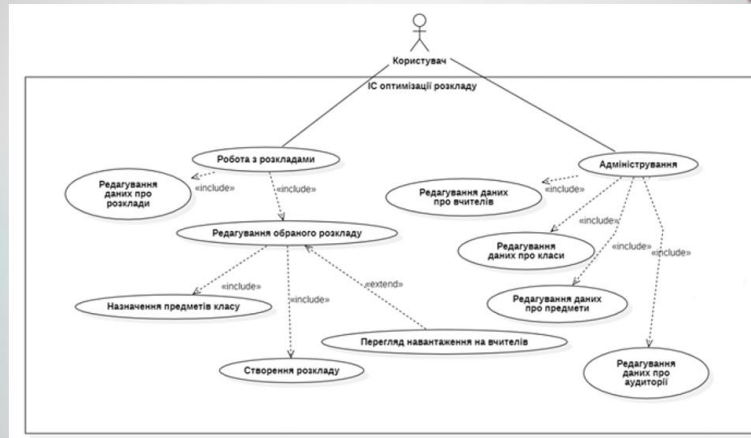 Користувач
ІС оптимізації розкладу
Робота з розкладами
Адміністрування
Редагування
даних про
розклади
«include»
«include»
Редагування даних
про вчителів
«include»
Редагування обраного розкладу
«include»
Редагування
даних про класи
«include»
«include»
«include»
«include»
«extend»
Назначення предметів класу
«include»
Редагування даних
про предмети
Перегляд навантаження на вчителів
Створення розкладу
Редагування
даних про
аудиторії